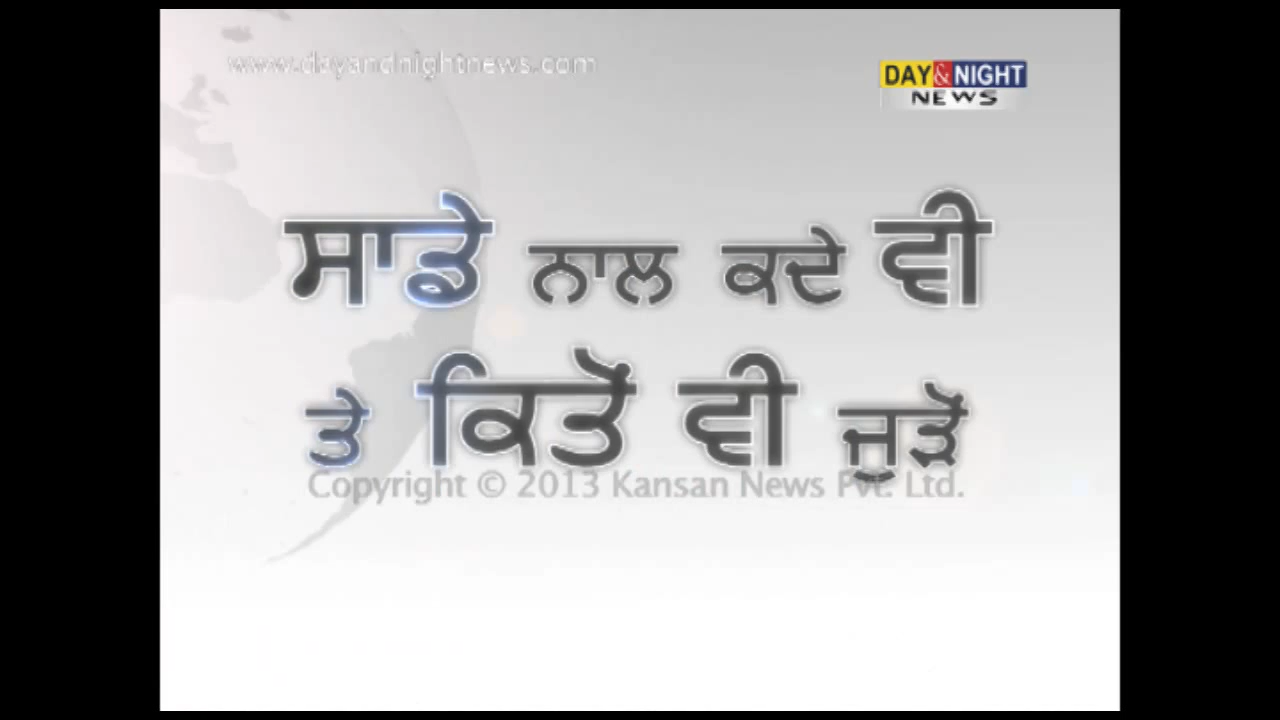 www.dayandnightnews.com
DAY&NIGHT
NEWS
ਸਾਡੇ ਨਾਲ ਕਦੇ ਵੀ
ਤੇ ਕਿਤੋਂ ਵੀ ਜੁੜੋਂ
Copyright © 2013 Kansan News Pvt. Ltd.